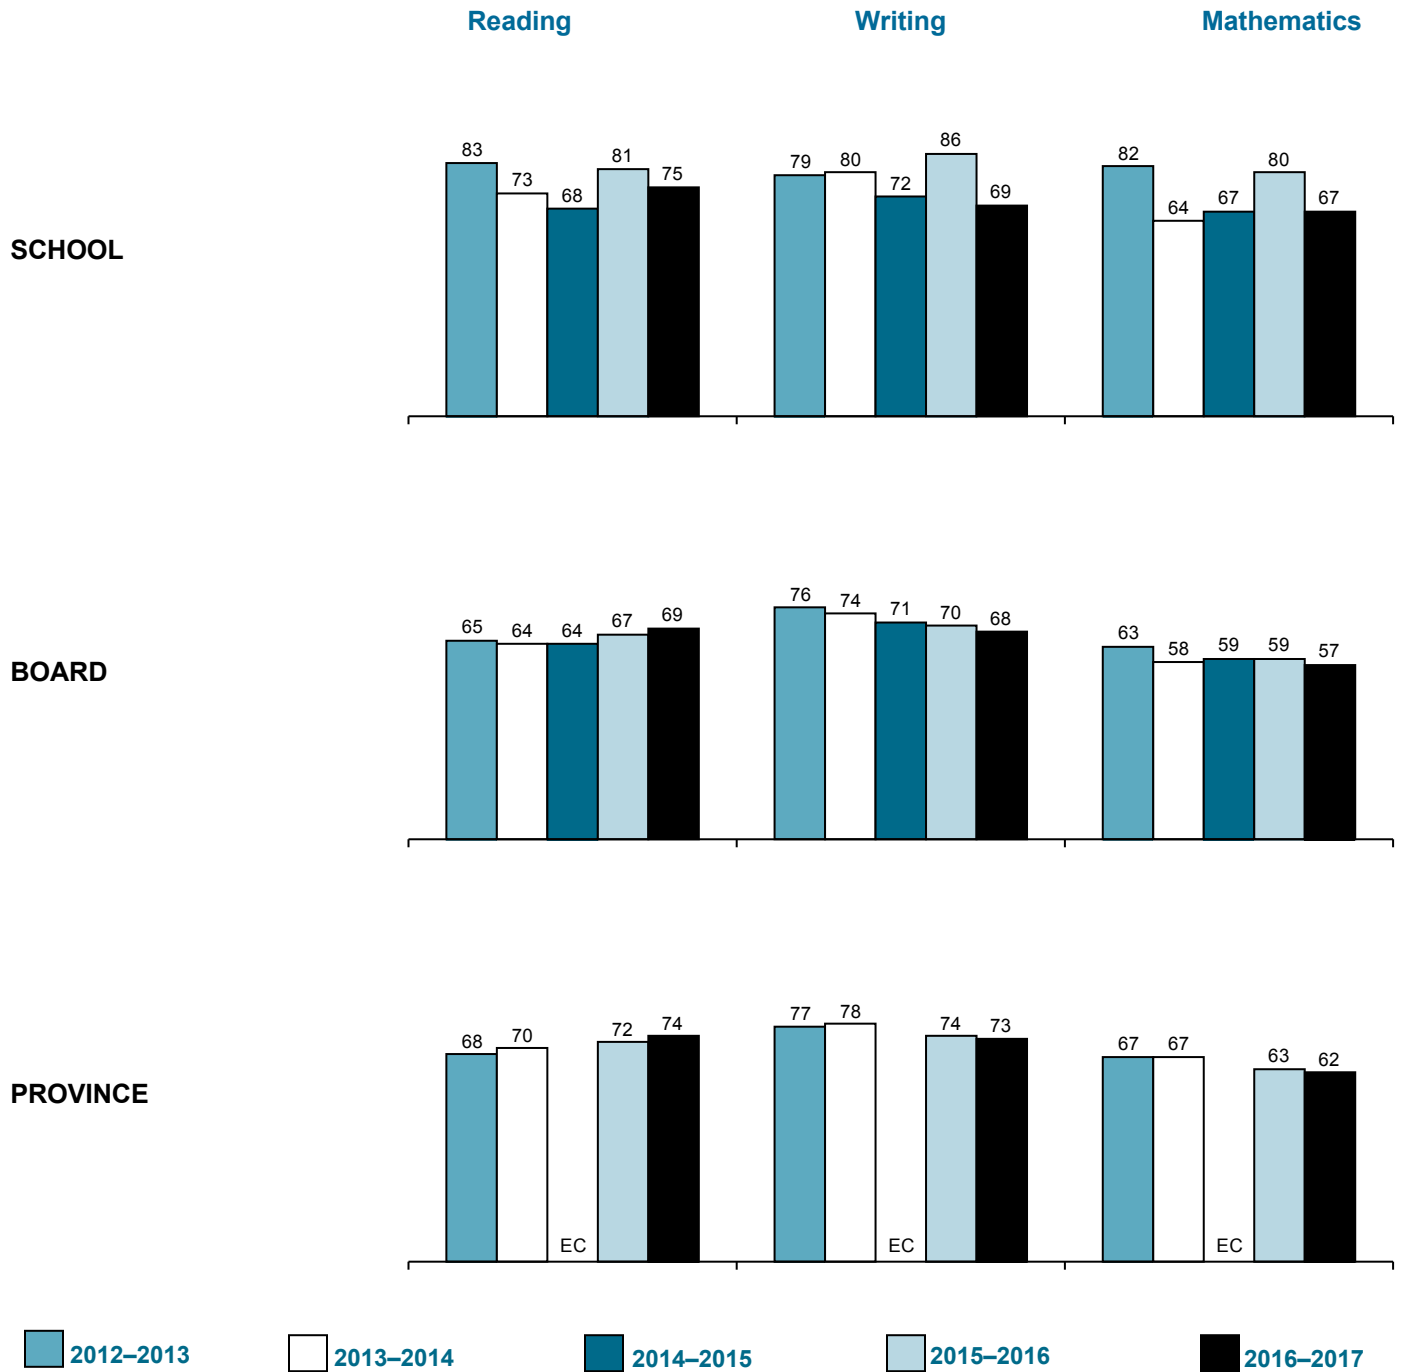 Reading Writing Mathematics
SCHOOL
83 73 68 81 75 79 80 72 86 69 82 64 67 80 67
BOARD
65 64 64 67 69 76 74 71 70 68 63 58 59 59 57
PROVINCE
68 70 EC 72 74 77 78 EC 74 73 67 67 EC 63 62
2012–2013 2013–2014 2014–2015 2015–2016 2016–2017